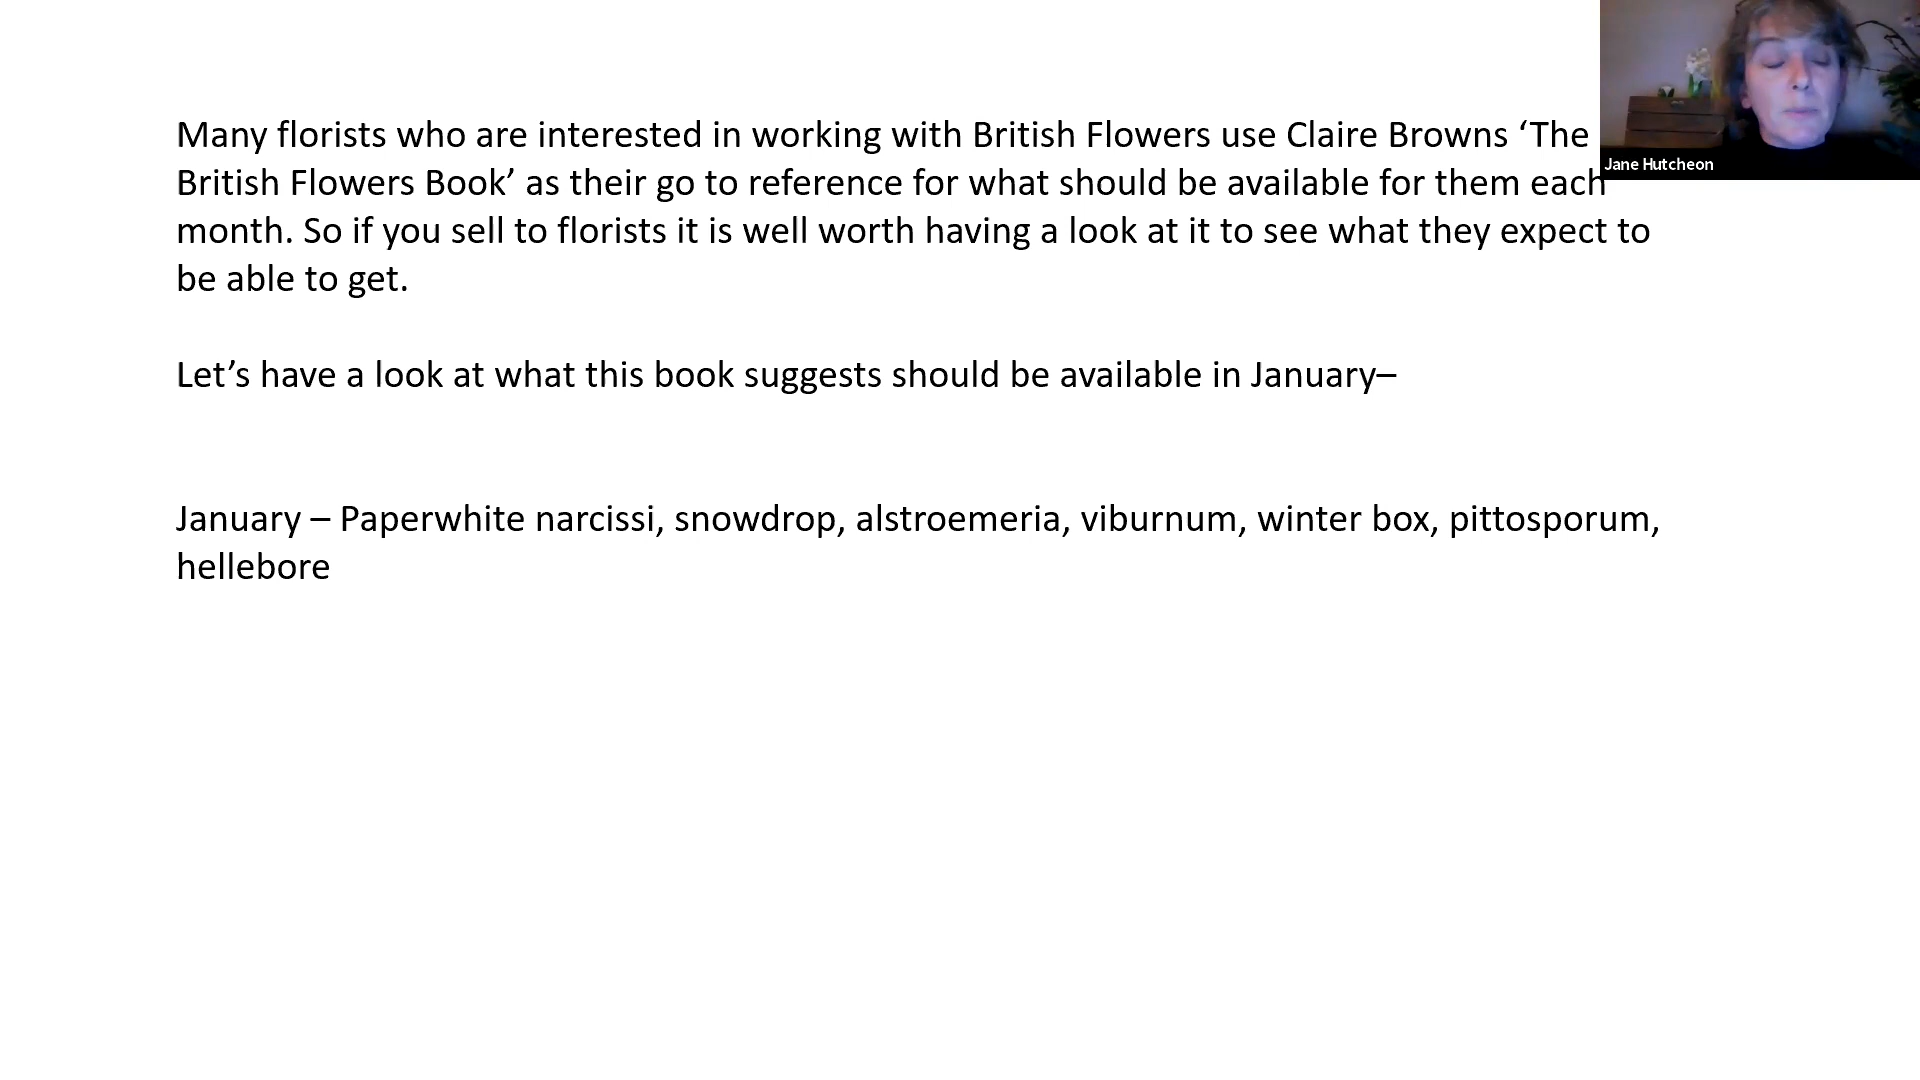 Many florists who are interested in working with British Flowers use Claire Browns ‘The
British Flowers Book’ as their go to reference for what should be available for them each
month. So if you sell to florists it is well worth having a look at it to see what they expect to
be able to get.
Let’s have a look at what this book suggests should be available in January–
January – Paperwhite narcissi, snowdrop, alstroemeria, viburnum, winter box, pittosporum,
hellebore
Jane Hutcheon